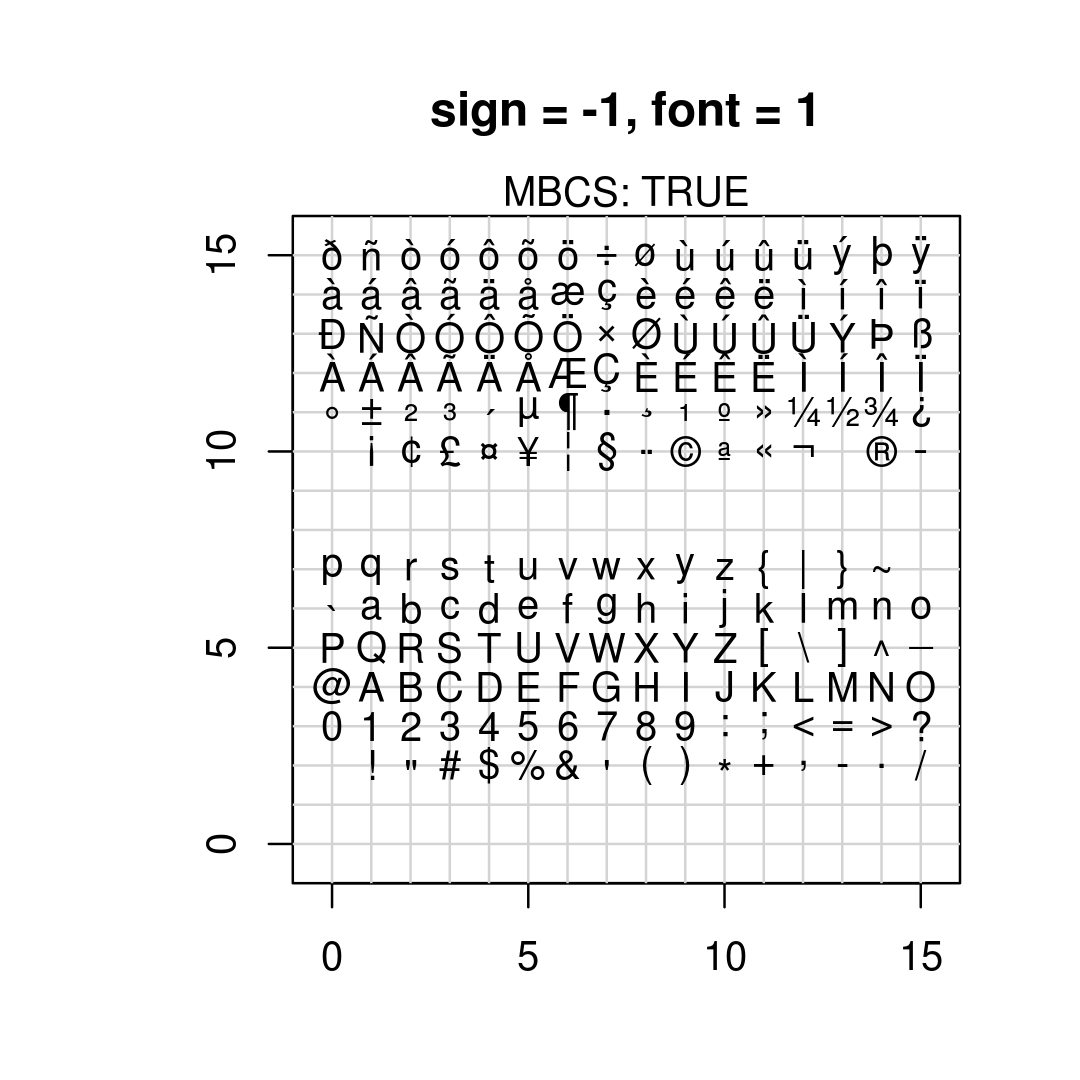 sign = -1, font = 1
MBCS: TRUE
15
ð ñ ò ó ô õ ö ÷ ø ù ú û ü ý þ ÿ
à á â ã ä å æ ç è é ê ë ì í î ï
Ð Ñ Ò Ó Ô Õ Ö × Ø Ù Ú Û Ü Ý Þ ß
À Á Â Ã Ä Å Æ Ç È É Ê Ë Ì Í Î Ï
° ± ² ³ ´ µ ¶ · ¸ ¹ º » ¼ ½ ¾ ¿
10
¡ ¢ £ ¤ ¥ ¦ § ¨ © ª « ¬ ® -
p q r s t u v w x y z { | } ~
` a b c d e f g h i j k l m n o
5
P Q R S T U V W X Y Z [ \ ] ^ _
@ A B C D E F G H I J K L M N O
0 1 2 3 4 5 6 7 8 9 : ; < = > ?
! " # $ % & ' ( ) * + , - . /
0
0 5 10 15